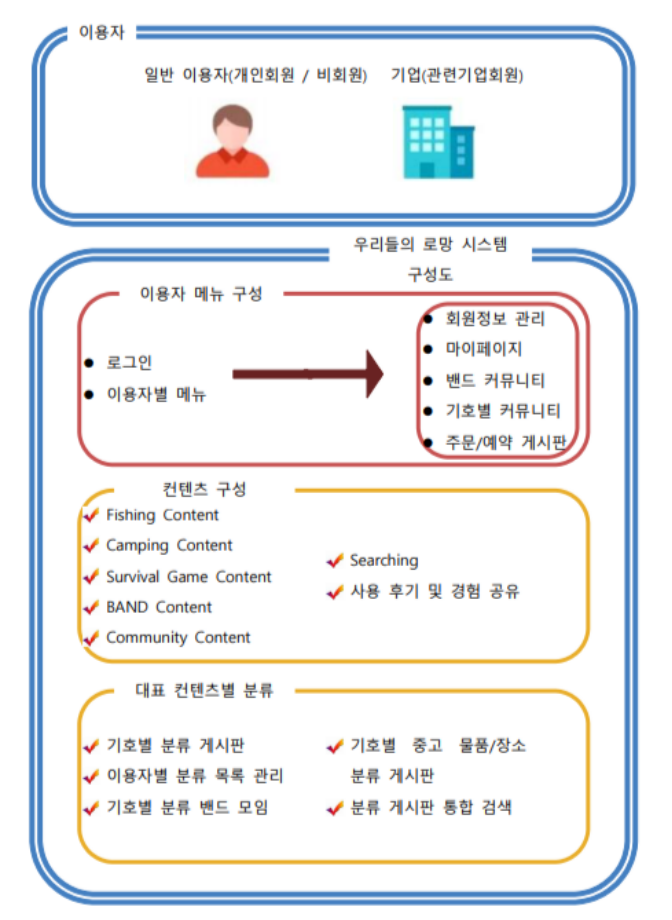 이용자
일반 이용자(개인회원 / 비회원) 기업(관련기업회원)
우리들의 로망 시스템
구성도
이용자 메뉴 구성
로그인
이용자별 메뉴
회원정보 관리
마이페이지
밴드 커뮤니티
기호별 커뮤니티
주문/예약 게시판
컨텐츠 구성
Fishing Content
Camping Content
Survival Game Content
BAND Content
Community Content
Searching
사용 후기 및 경험 공유
대표 컨텐츠별 분류
기호별 분류 게시판
이용자별 분류 목록 관리
기호별 분류 밴드 모임
기호별 중고 물품/장소
분류 게시판
분류 게시판 통합 검색